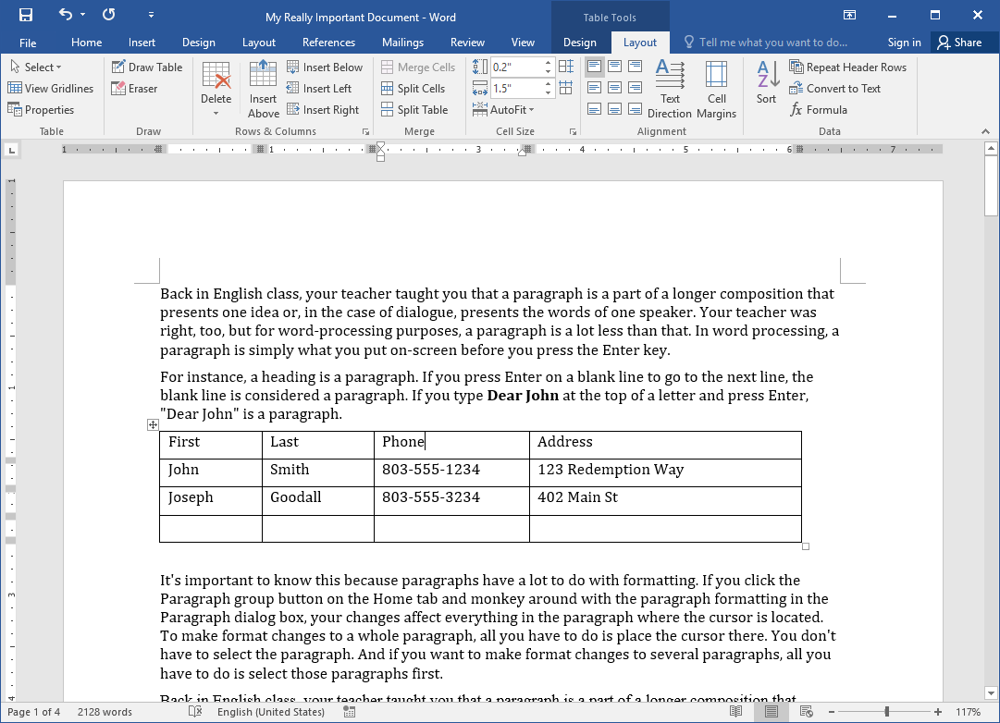 My Really Important Document - Word
Table Tools
File Home Insert Design Layout References Mailings Review View Design Layout Tell me what you want to do... Sign in Share
Select Draw Table Insert Below Merge Cells 0.2" Repeat Header Rows
View Gridlines Eraser Insert Left Split Cells 1.5" Convert to Text
Properties Delete Insert Above Insert Right Split Table AutoFit Text Direction Cell Margins Sort Formula
Table Draw Rows & Columns Merge Cell Size Alignment Data
1 1 3 4 5 6 7
Back in English class, your teacher taught you that a paragraph is a part of a longer composition that
presents one idea or, in the case of dialogue, presents the words of one speaker. Your teacher was
right, too, but for word-processing purposes, a paragraph is a lot less than that. In word processing, a
paragraph is simply what you put on-screen before you press the Enter key.
For instance, a heading is a paragraph. If you press Enter on a blank line to go to the next line, the
blank line is considered a paragraph. If you type Dear John at the top of a letter and press Enter,
"Dear John" is a paragraph.
First Last Phone Address
John Smith 803-555-1234 123 Redemption Way
Joseph Goodall 803-555-3234 402 Main St
It's important to know this because paragraphs have a lot to do with formatting. If you click the
Paragraph group button on the Home tab and monkey around with the paragraph formatting in the
Paragraph dialog box, your changes affect everything in the paragraph where the cursor is located.
To make format changes to a whole paragraph, all you have to do is place the cursor there. You don't
have to select the paragraph. And if you want to make format changes to several paragraphs, all you
have to do is select those paragraphs first.
Back in English class, your teacher taught you that a paragraph is a part of a longer composition that
Page 1 of 4 2128 words English (United States) 117%